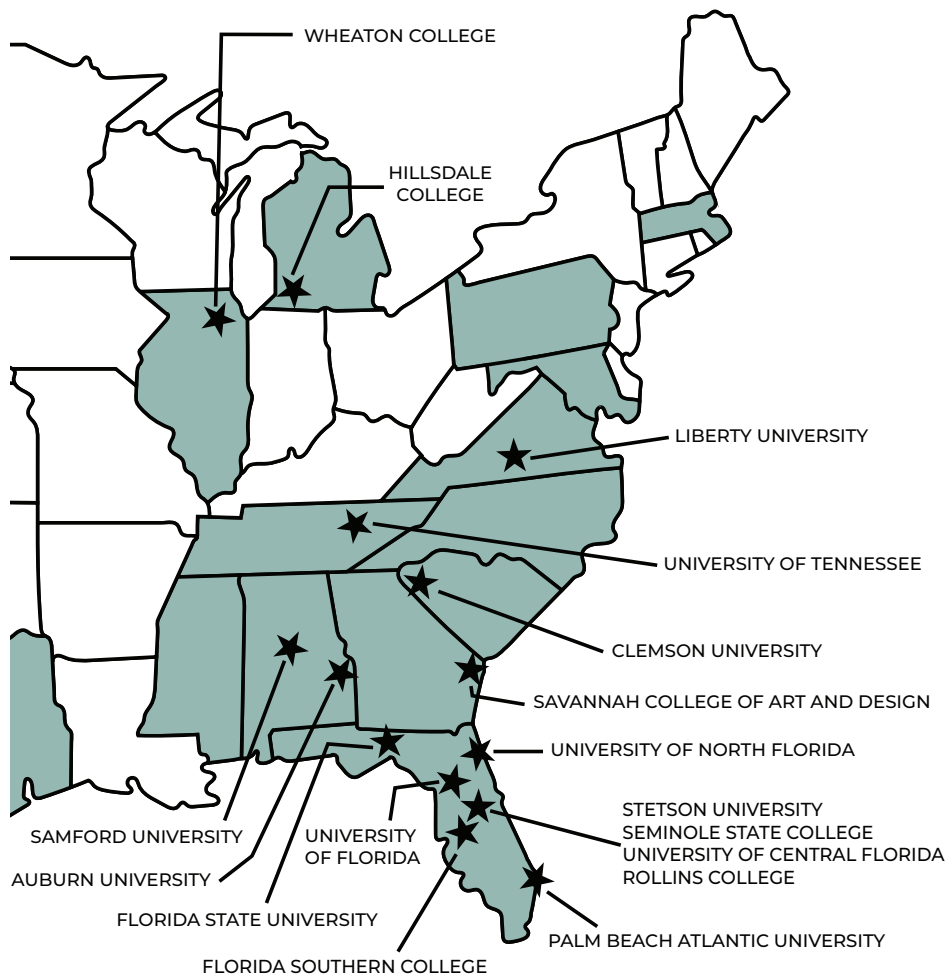 WHEATON COLLEGE
HILLSDALE
COLLEGE
LIBERTY UNIVERSITY
UNIVERSITY OF TENNESSEE
CLEMSON UNIVERSITY
SAVANNAH COLLEGE OF ART AND DESIGN
UNIVERSITY OF NORTH FLORIDA
STETSON UNIVERSITY
SEMINOLE STATE COLLEGE
UNIVERSITY OF CENTRAL FLORIDA
ROLLINS COLLEGE
SAMFORD UNIVERSITY
UNIVERSITY
OF FLORIDA
AUBURN UNIVERSITY
FLORIDA STATE UNIVERSITY
PALM BEACH ATLANTIC UNIVERSITY
FLORIDA SOUTHERN COLLEGE